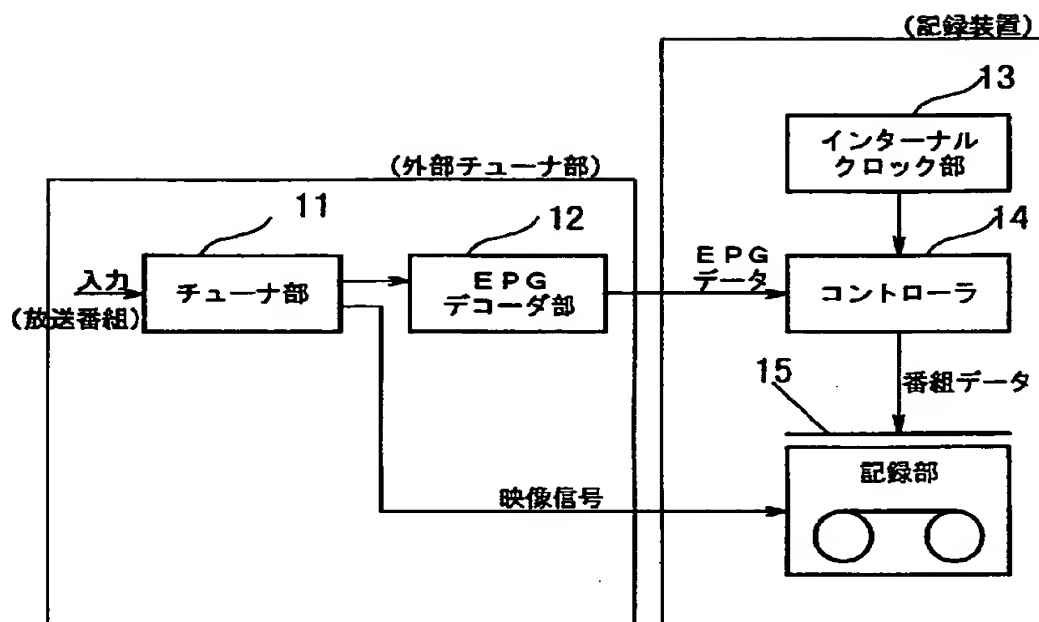 (記録装置)
13
インターナル
クロック部
(外部チューナ部)
11
12
14
入力
(放送番組)
チューナ部
EPG
デコーダ部
EPG
データ
コントローラ
15
番組データ
記録部
映像信号